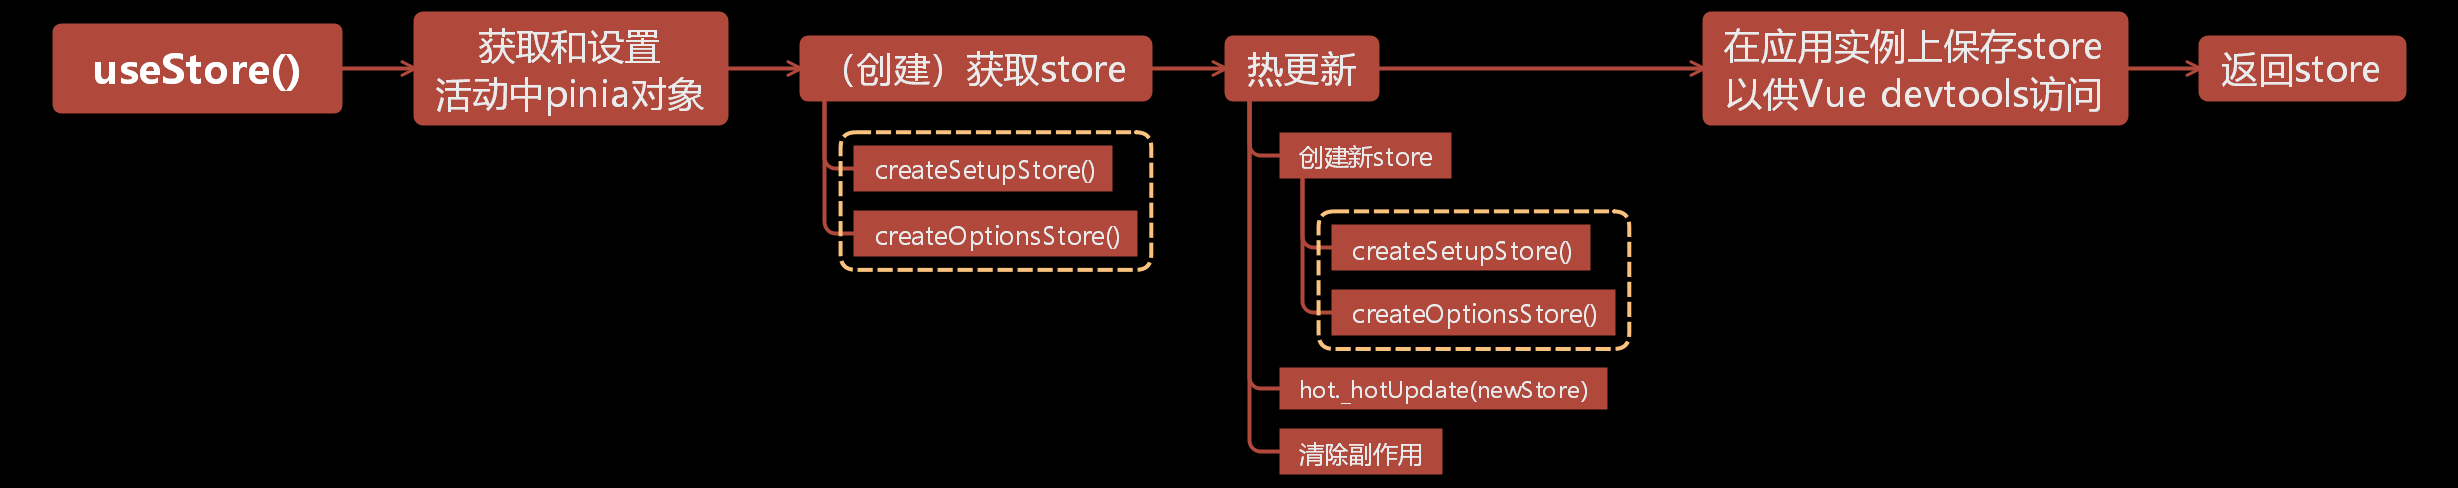 useStore()
获取和设置
活动中pinia对象
（创建）获取store
createSetupStore()
createOptionsStore()
热更新
创建新store
createSetupStore()
createOptionsStore()
hot._hotUpdate(newStore)
清除副作用
在应用实例上保存store
以供Vue devtools访问
返回store